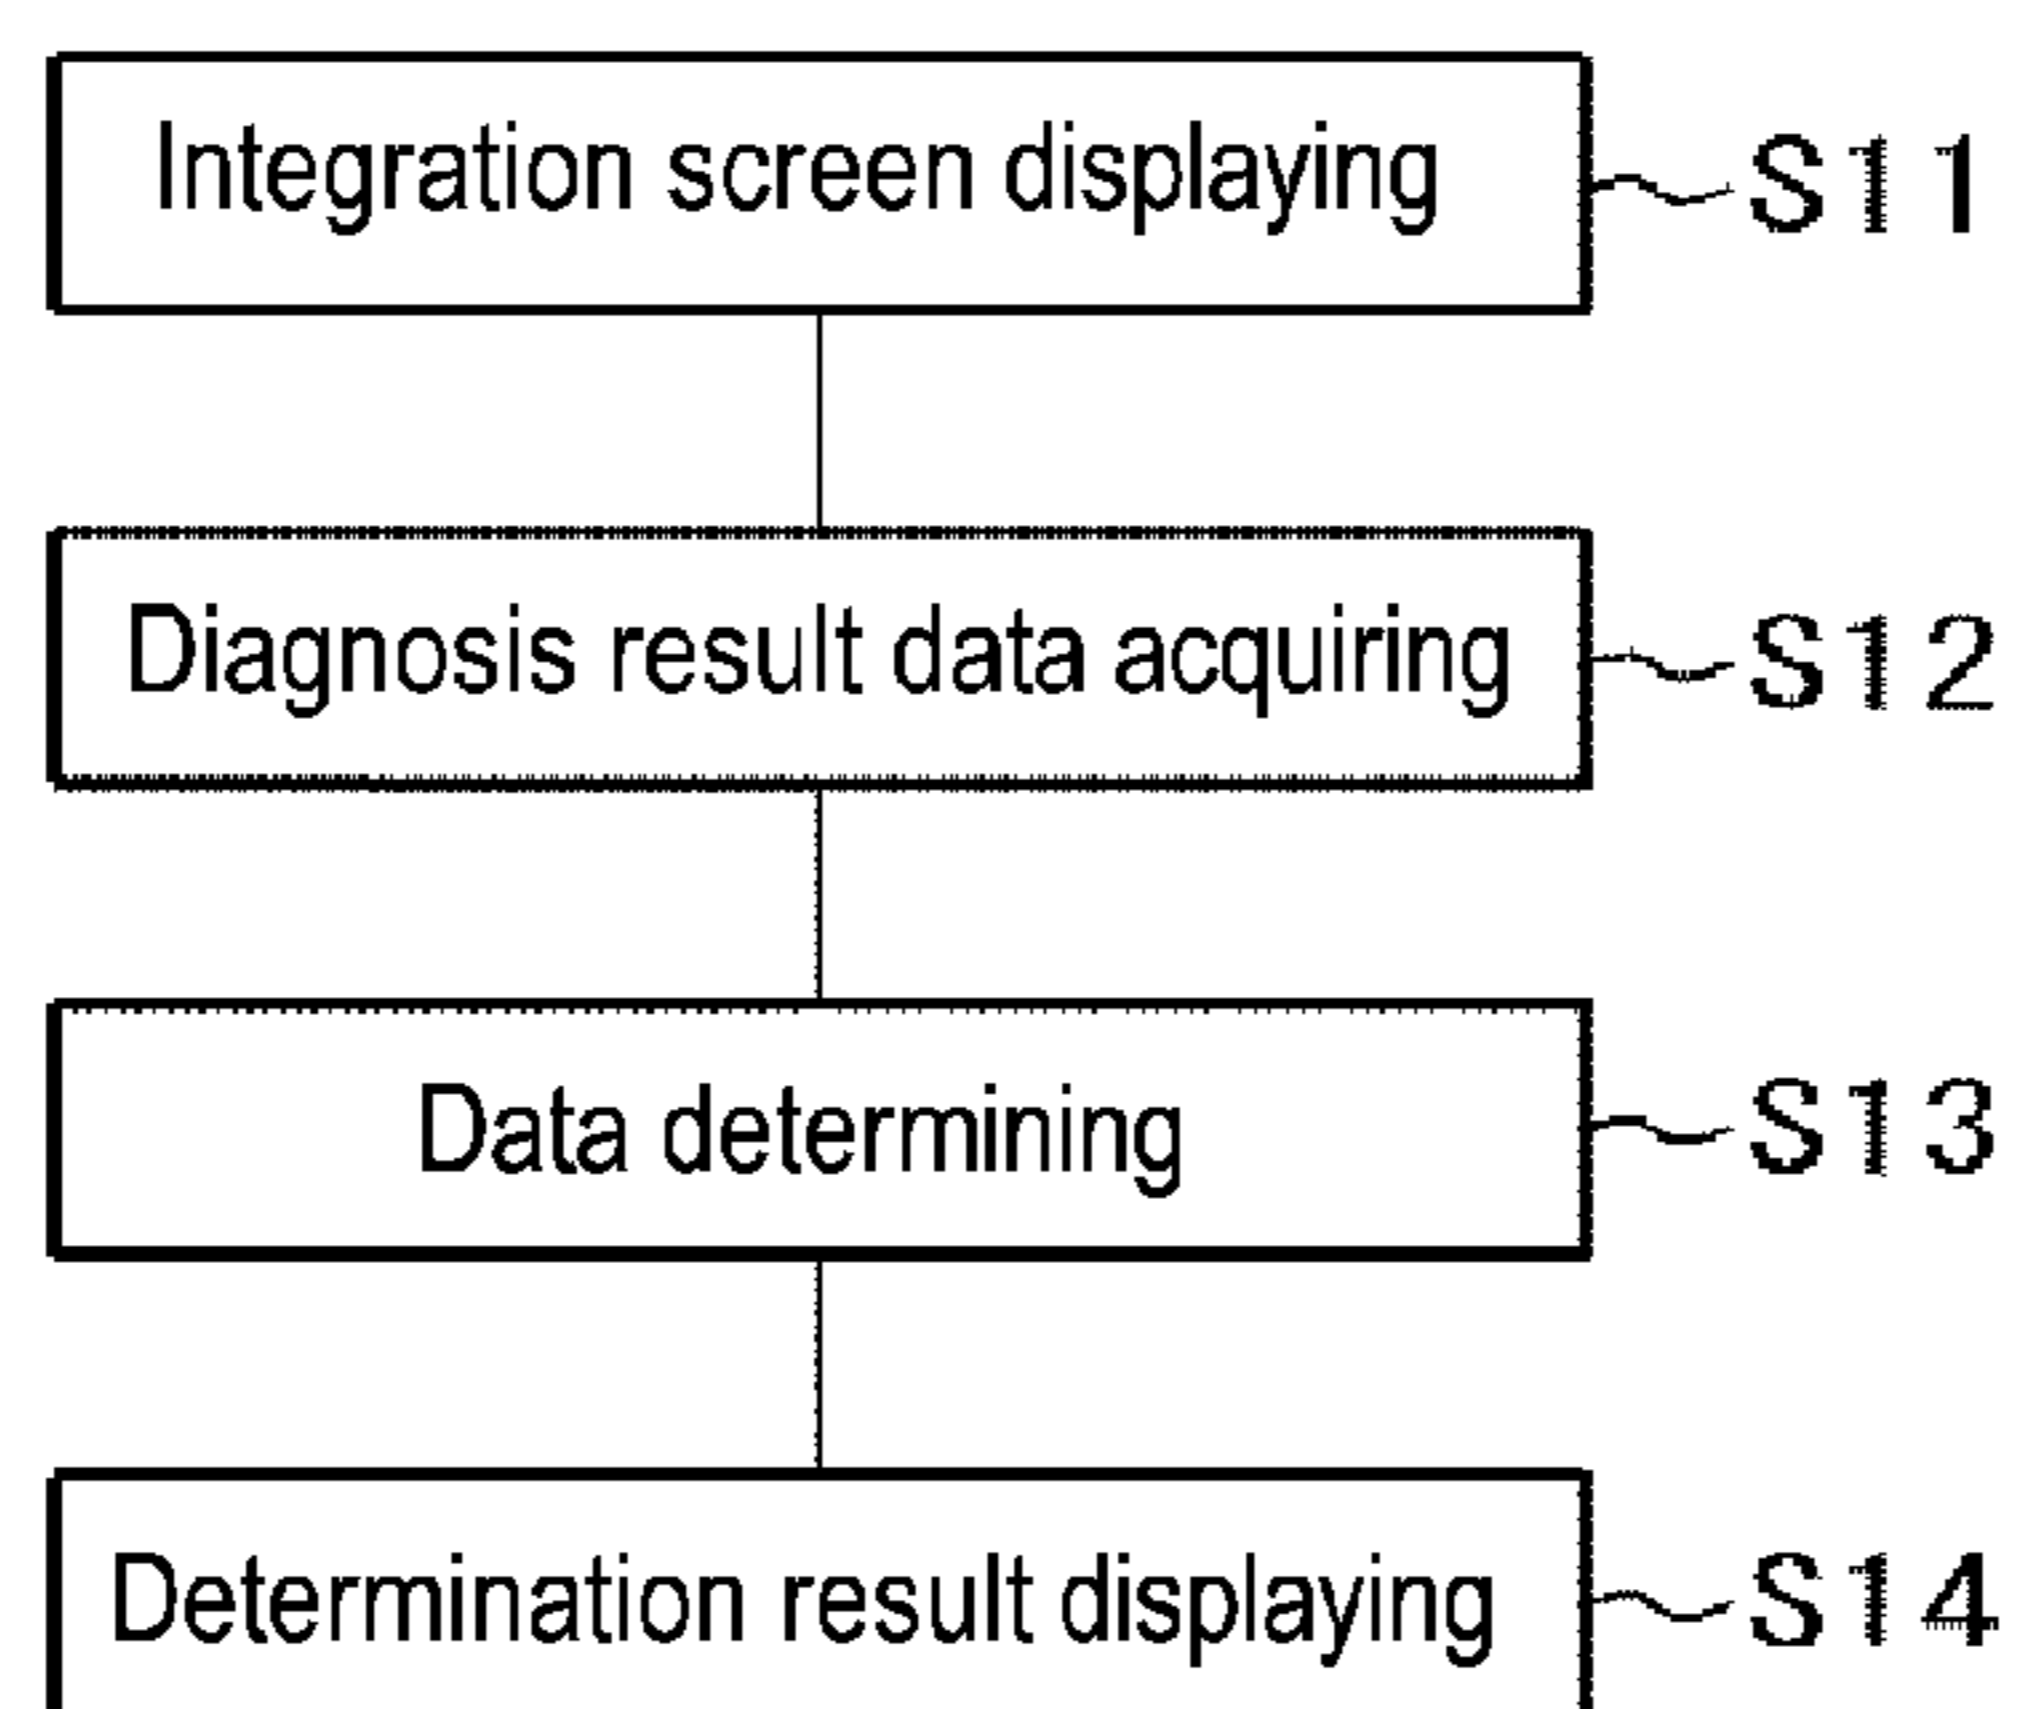 Integration screen displaying S11
Diagnosis result data acquiring S12
Data determining S13
Determination result displaying S14